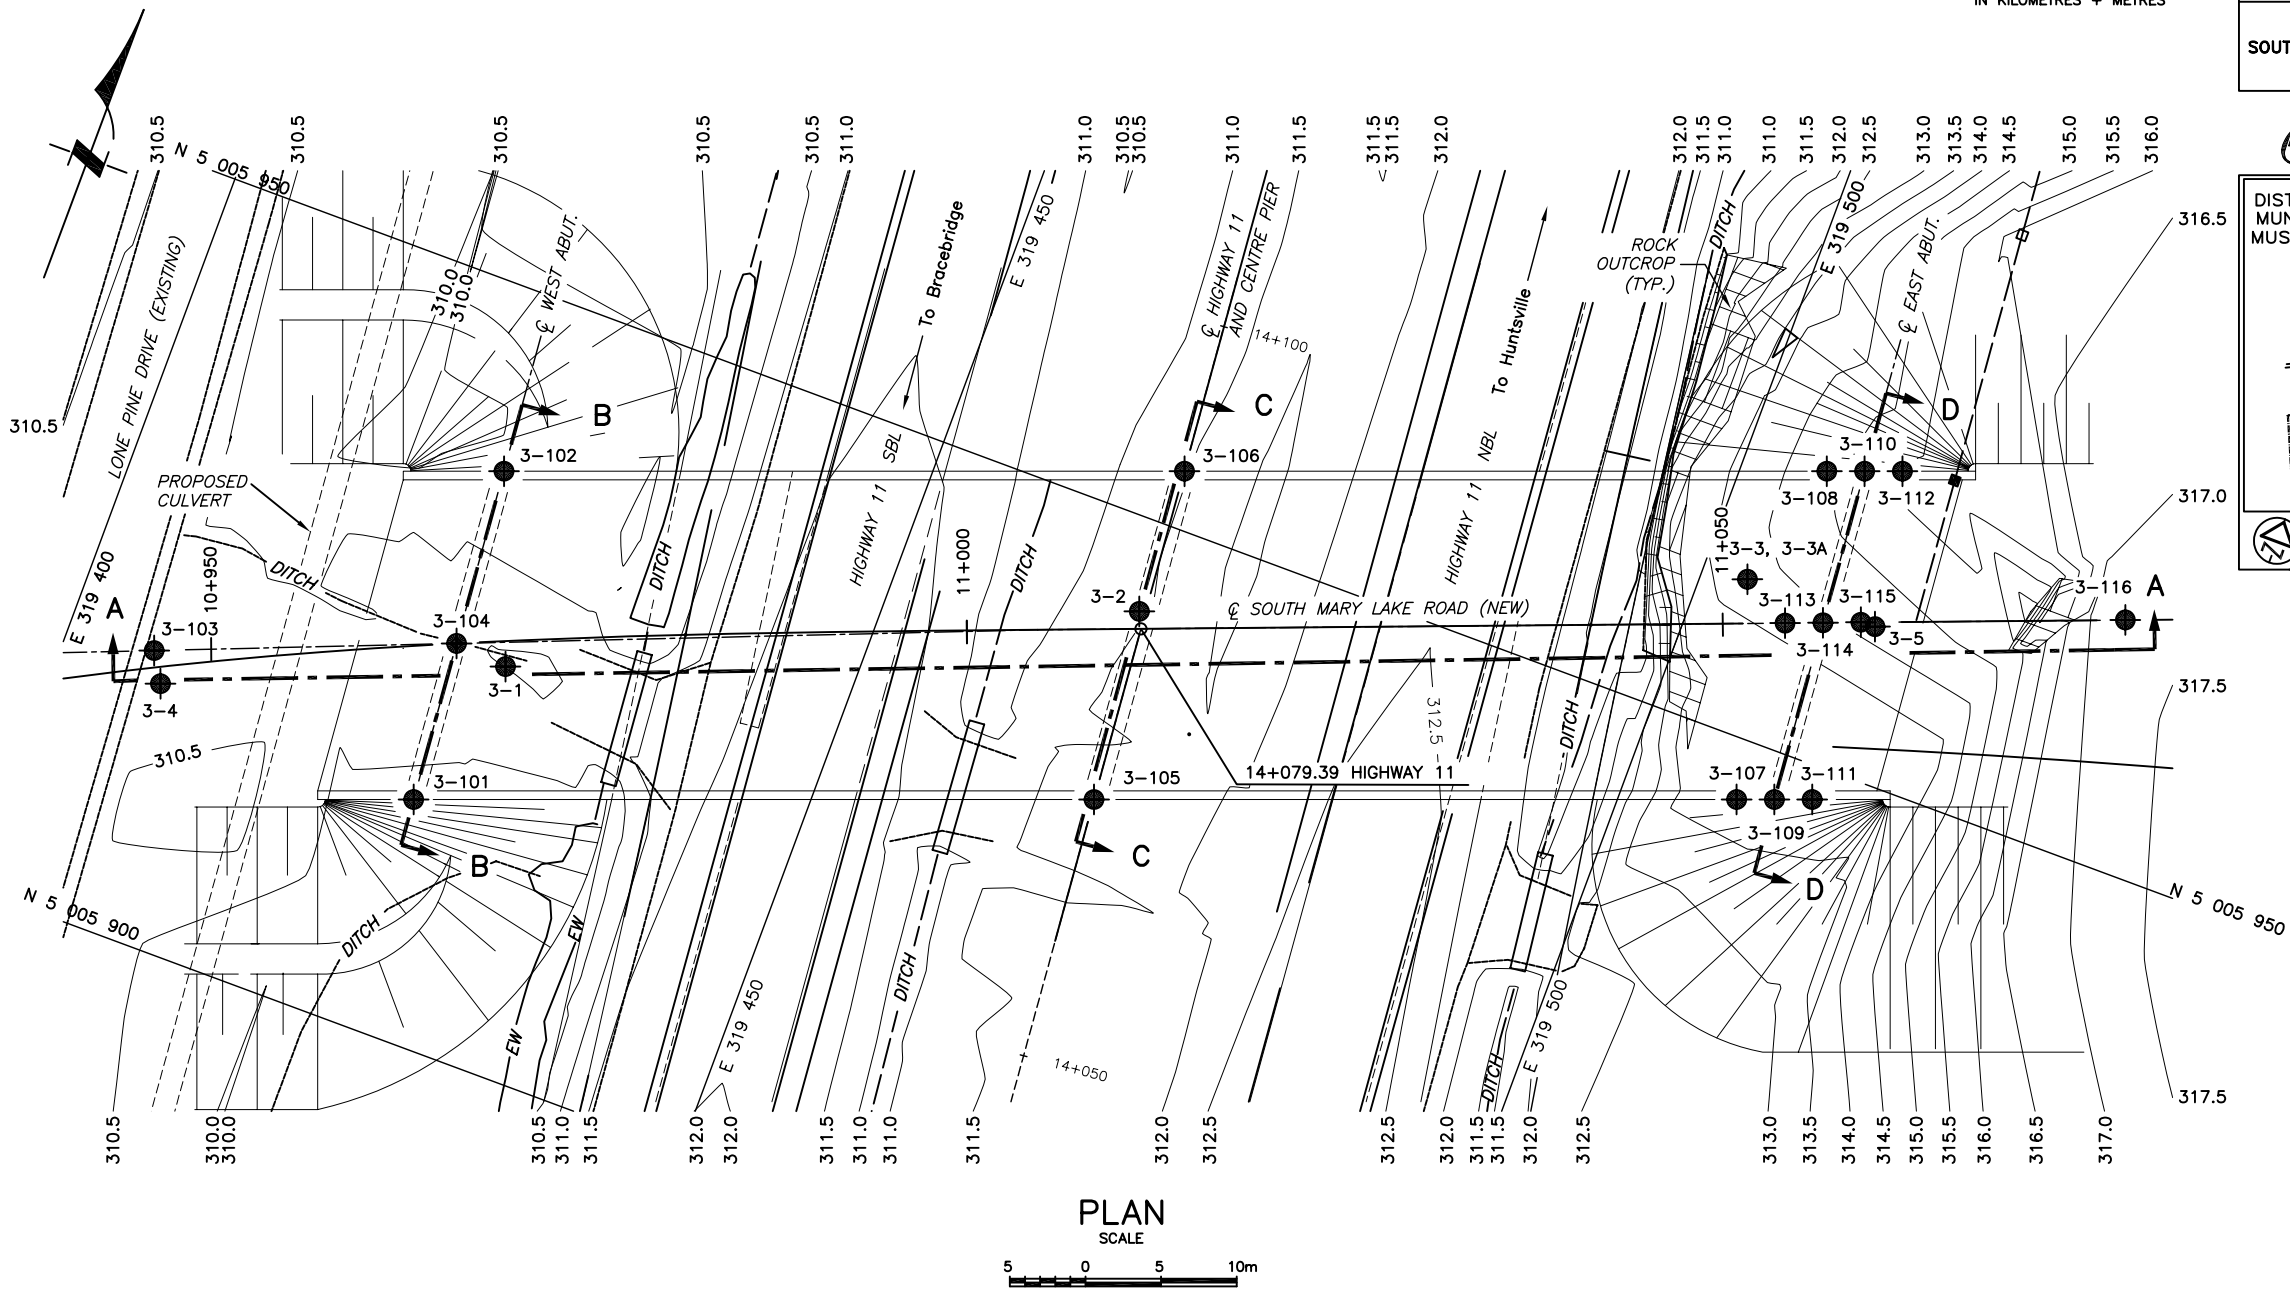 IN KILOMETRES + METRES
SOUT
DIST
MUN
MUS
310.5
310.5
310.5
310.5
310.5
311.0
311.0
310.5
310.5
311.0
311.5
311.5
311.5
312.0
312.0
311.5
311.0
311.0
311.5
312.0
312.5
313.0
313.5
314.0
314.5
315.0
315.5
316.0
N 5 005 950
316.5
317.0
317.5
317.5
LONE PINE DRIVE (EXISTING)
310.0
310.0
℄ WEST ABUT.
To Bracebridge
E 319 450
℄ HIGHWAY 11
AND CENTRE PIER
14+100
To Huntsville
ROCK
OUTCROP
(TYP.)
DITCH
E 319 500
℄ EAST ABUT.
310.5
B
C
D
3-102
3-106
3-110
3-108
3-112
PROPOSED
CULVERT
HIGHWAY 11 SBL
HIGHWAY 11 NBL
E 319 400
10+950
DITCH
DITCH
11+000
DITCH
11+050
3-3, 3-3A
A
3-103
3-104
3-2
℄ SOUTH MARY LAKE ROAD (NEW)
3-113
3-115
3-116
A
3-5
3-114
3-4
3-1
310.5
312.5
DITCH
14+079.39 HIGHWAY 11
3-101
3-105
3-107
3-111
3-109
B
C
D
N 5 005 900
N 5 005 950
DITCH
EW
EW
E 319 450
DITCH
14+050
DITCH
E 319 500
310.5
310.0
310.0
310.5
311.0
311.5
312.0
312.0
311.5
311.0
311.0
311.5
312.0
312.5
312.5
312.0
311.5
311.5
312.0
312.5
313.0
313.5
314.0
314.5
315.0
315.5
316.0
316.5
317.0
PLAN
SCALE
5 0 5 10m